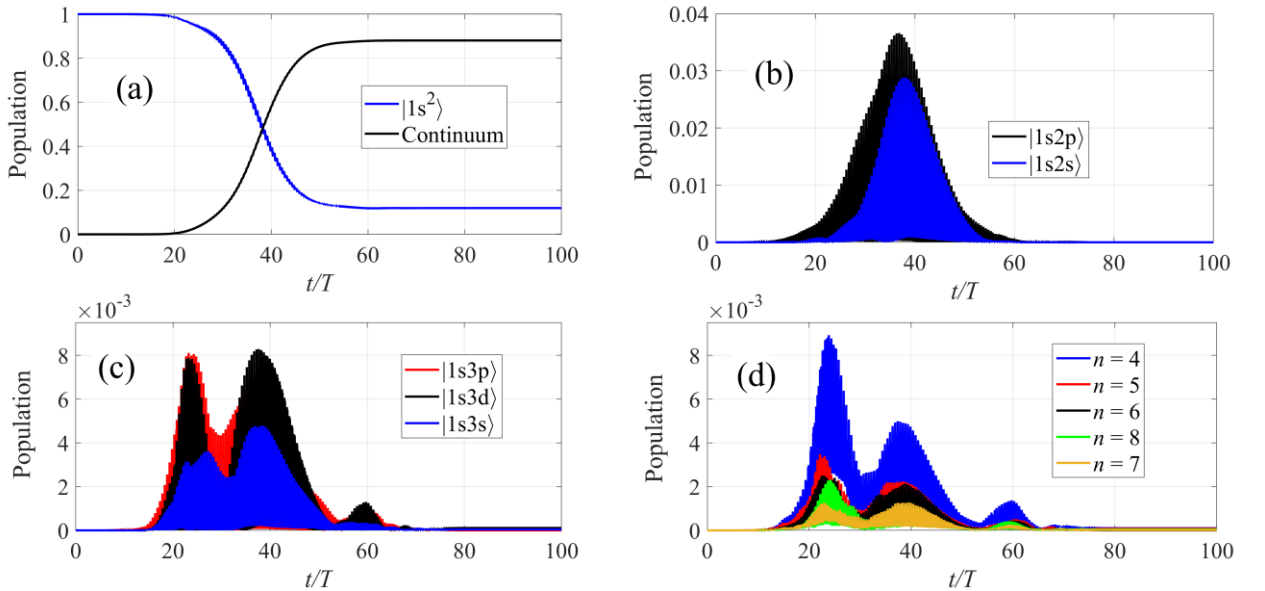 1
0.8
0.6
0.4
0.2
0
Population
(a)
|1s²⟩
Continuum
0 20 40 60 80 100
t/T
0.04
0.03
0.02
0.01
0
Population
(b)
|1s2p⟩
|1s2s⟩
0 20 40 60 80 100
t/T
×10⁻³
8
6
4
2
0
Population
(c)
|1s3p⟩
|1s3d⟩
|1s3s⟩
0 20 40 60 80 100
t/T
×10⁻³
8
6
4
2
0
Population
(d)
n = 4
n = 5
n = 6
n = 8
n = 7
0 20 40 60 80 100
t/T